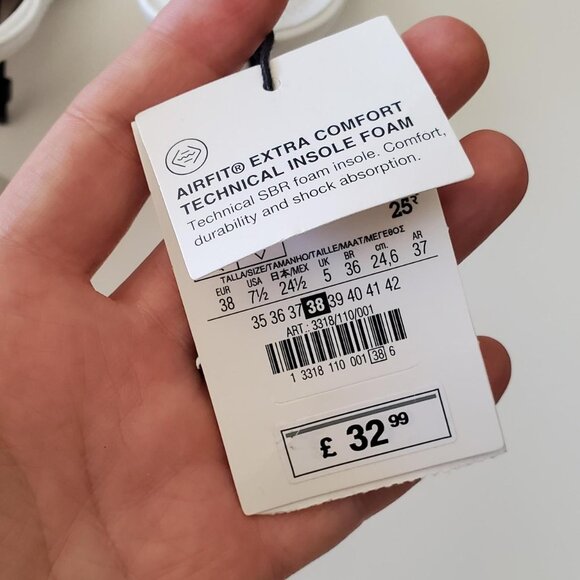 AIRFIT® EXTRA COMFORT
TECHNICAL INSOLE FOAM
Technical SBR foam insole. Comfort,
durability and shock absorption.
TALLA/SIZE/TAMANHO/TAILLE/MAAT/ΜΕΓΕΘΟΣ
EUR USA 日本/MEX UK BR cm. AR
38 7½ 24½ 5 36 24,6 37
35 36 37 38 39 40 41 42
ART.: 3318/110/001
1 3318 110 001 38 6
£ 32 99